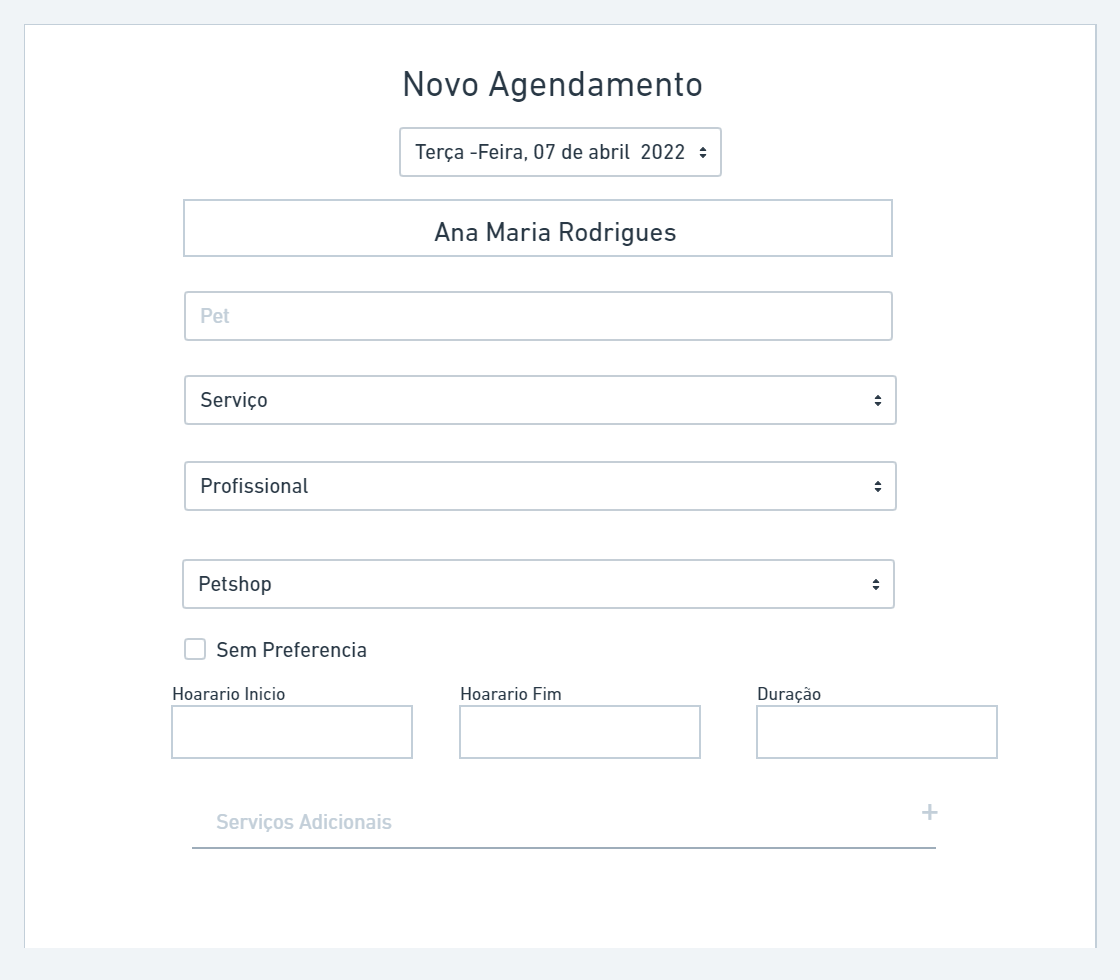 Novo Agendamento
Terça -Feira, 07 de abril 2022
Ana Maria Rodrigues
Pet
Serviço
Profissional
Petshop
Sem Preferencia
Hoarario Inicio
Hoarario Fim
Duração
Serviços Adicionais +